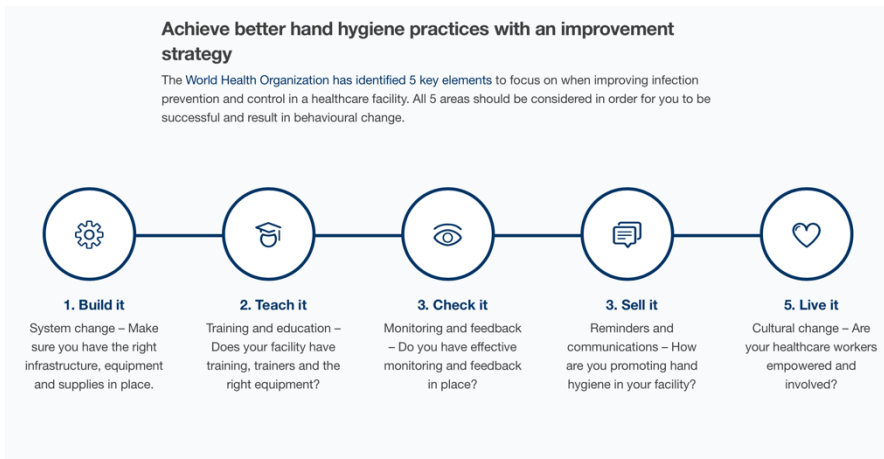 Achieve better hand hygiene practices with an improvement
strategy
The World Health Organization has identified 5 key elements to focus on when improving infection
prevention and control in a healthcare facility. All 5 areas should be considered in order for you to be
successful and result in behavioural change.
1. Build it
System change – Make
sure you have the right
infrastructure, equipment
and supplies in place.
2. Teach it
Training and education –
Does your facility have
training, trainers and the
right equipment?
3. Check it
Monitoring and feedback
– Do you have effective
monitoring and feedback
in place?
3. Sell it
Reminders and
communications – How
are you promoting hand
hygiene in your facility?
5. Live it
Cultural change – Are
your healthcare workers
empowered and
involved?